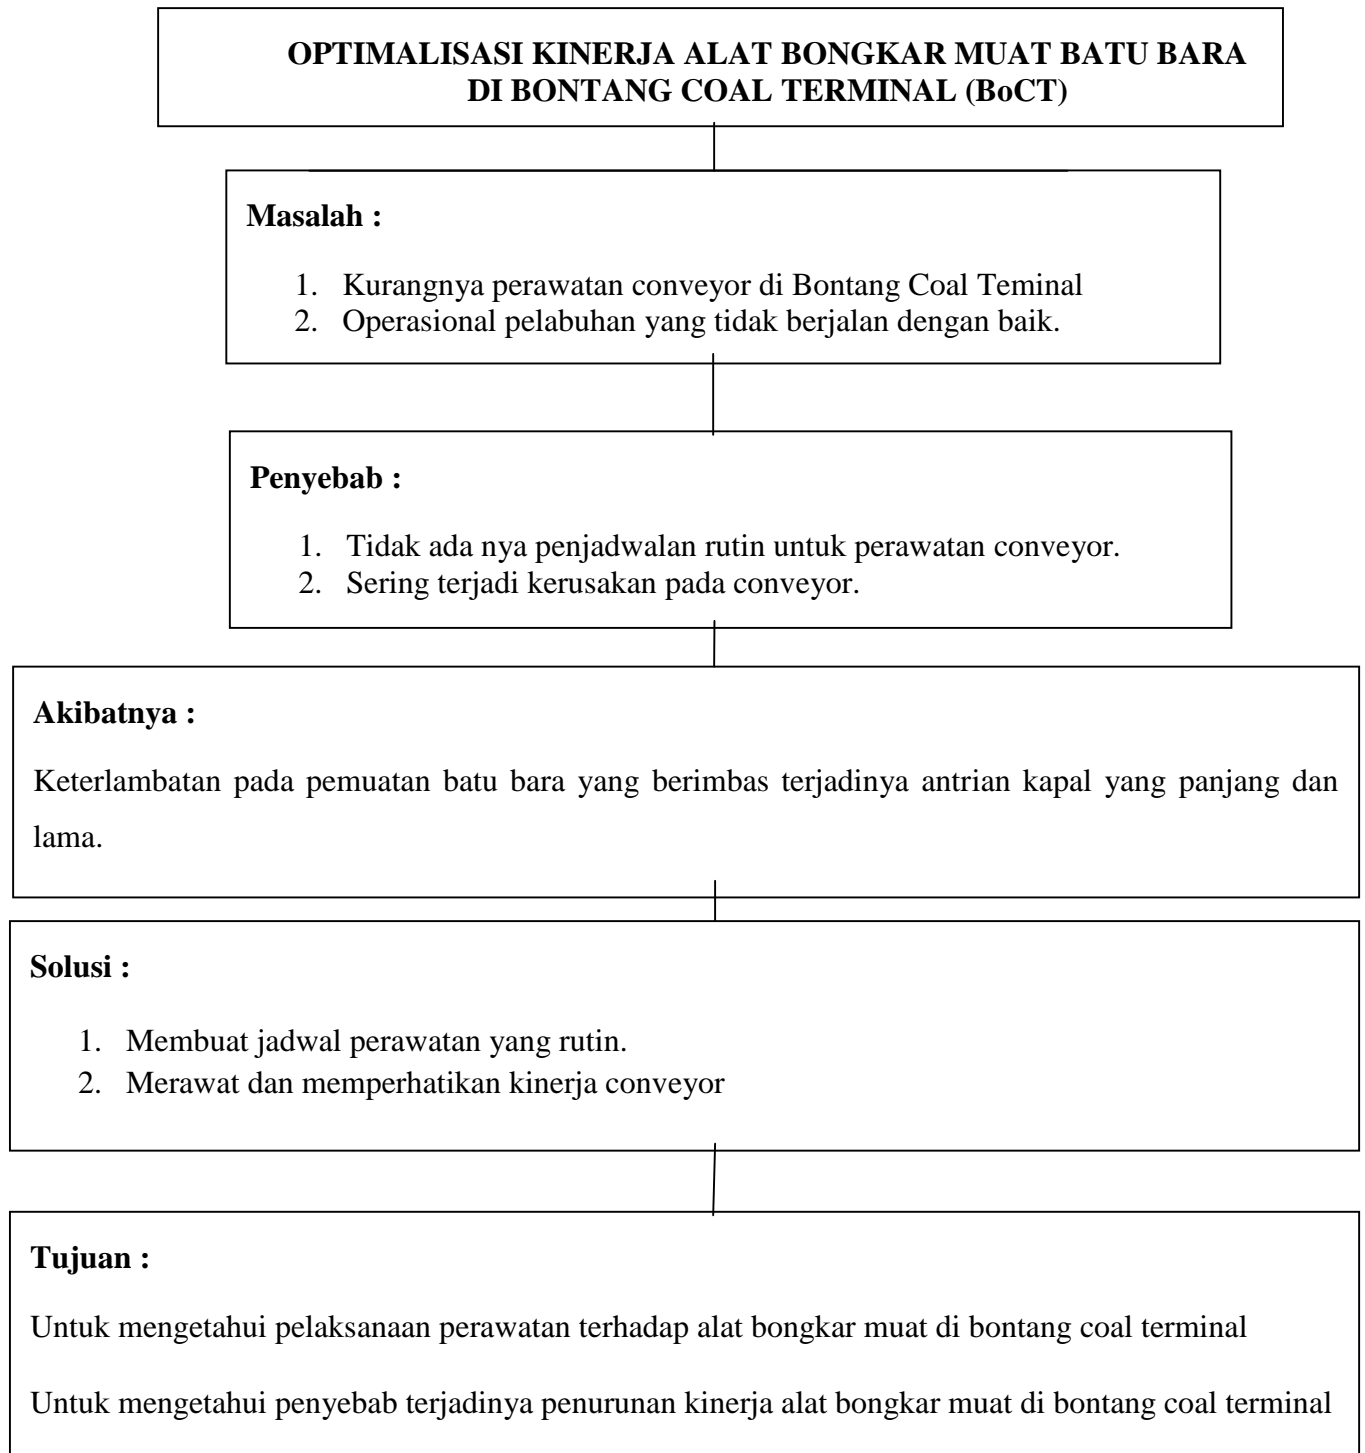 OPTIMALISASI KINERJA ALAT BONGKAR MUAT BATU BARA
DI BONTANG COAL TERMINAL (BoCT)
Masalah :
1. Kurangnya perawatan conveyor di Bontang Coal Teminal
2. Operasional pelabuhan yang tidak berjalan dengan baik.
Penyebab :
1. Tidak ada nya penjadwalan rutin untuk perawatan conveyor.
2. Sering terjadi kerusakan pada conveyor.
Akibatnya :
Keterlambatan pada pemuatan batu bara yang berimbas terjadinya antrian kapal yang panjang dan
lama.
Solusi :
1. Membuat jadwal perawatan yang rutin.
2. Merawat dan memperhatikan kinerja conveyor
Tujuan :
Untuk mengetahui pelaksanaan perawatan terhadap alat bongkar muat di bontang coal terminal
Untuk mengetahui penyebab terjadinya penurunan kinerja alat bongkar muat di bontang coal terminal